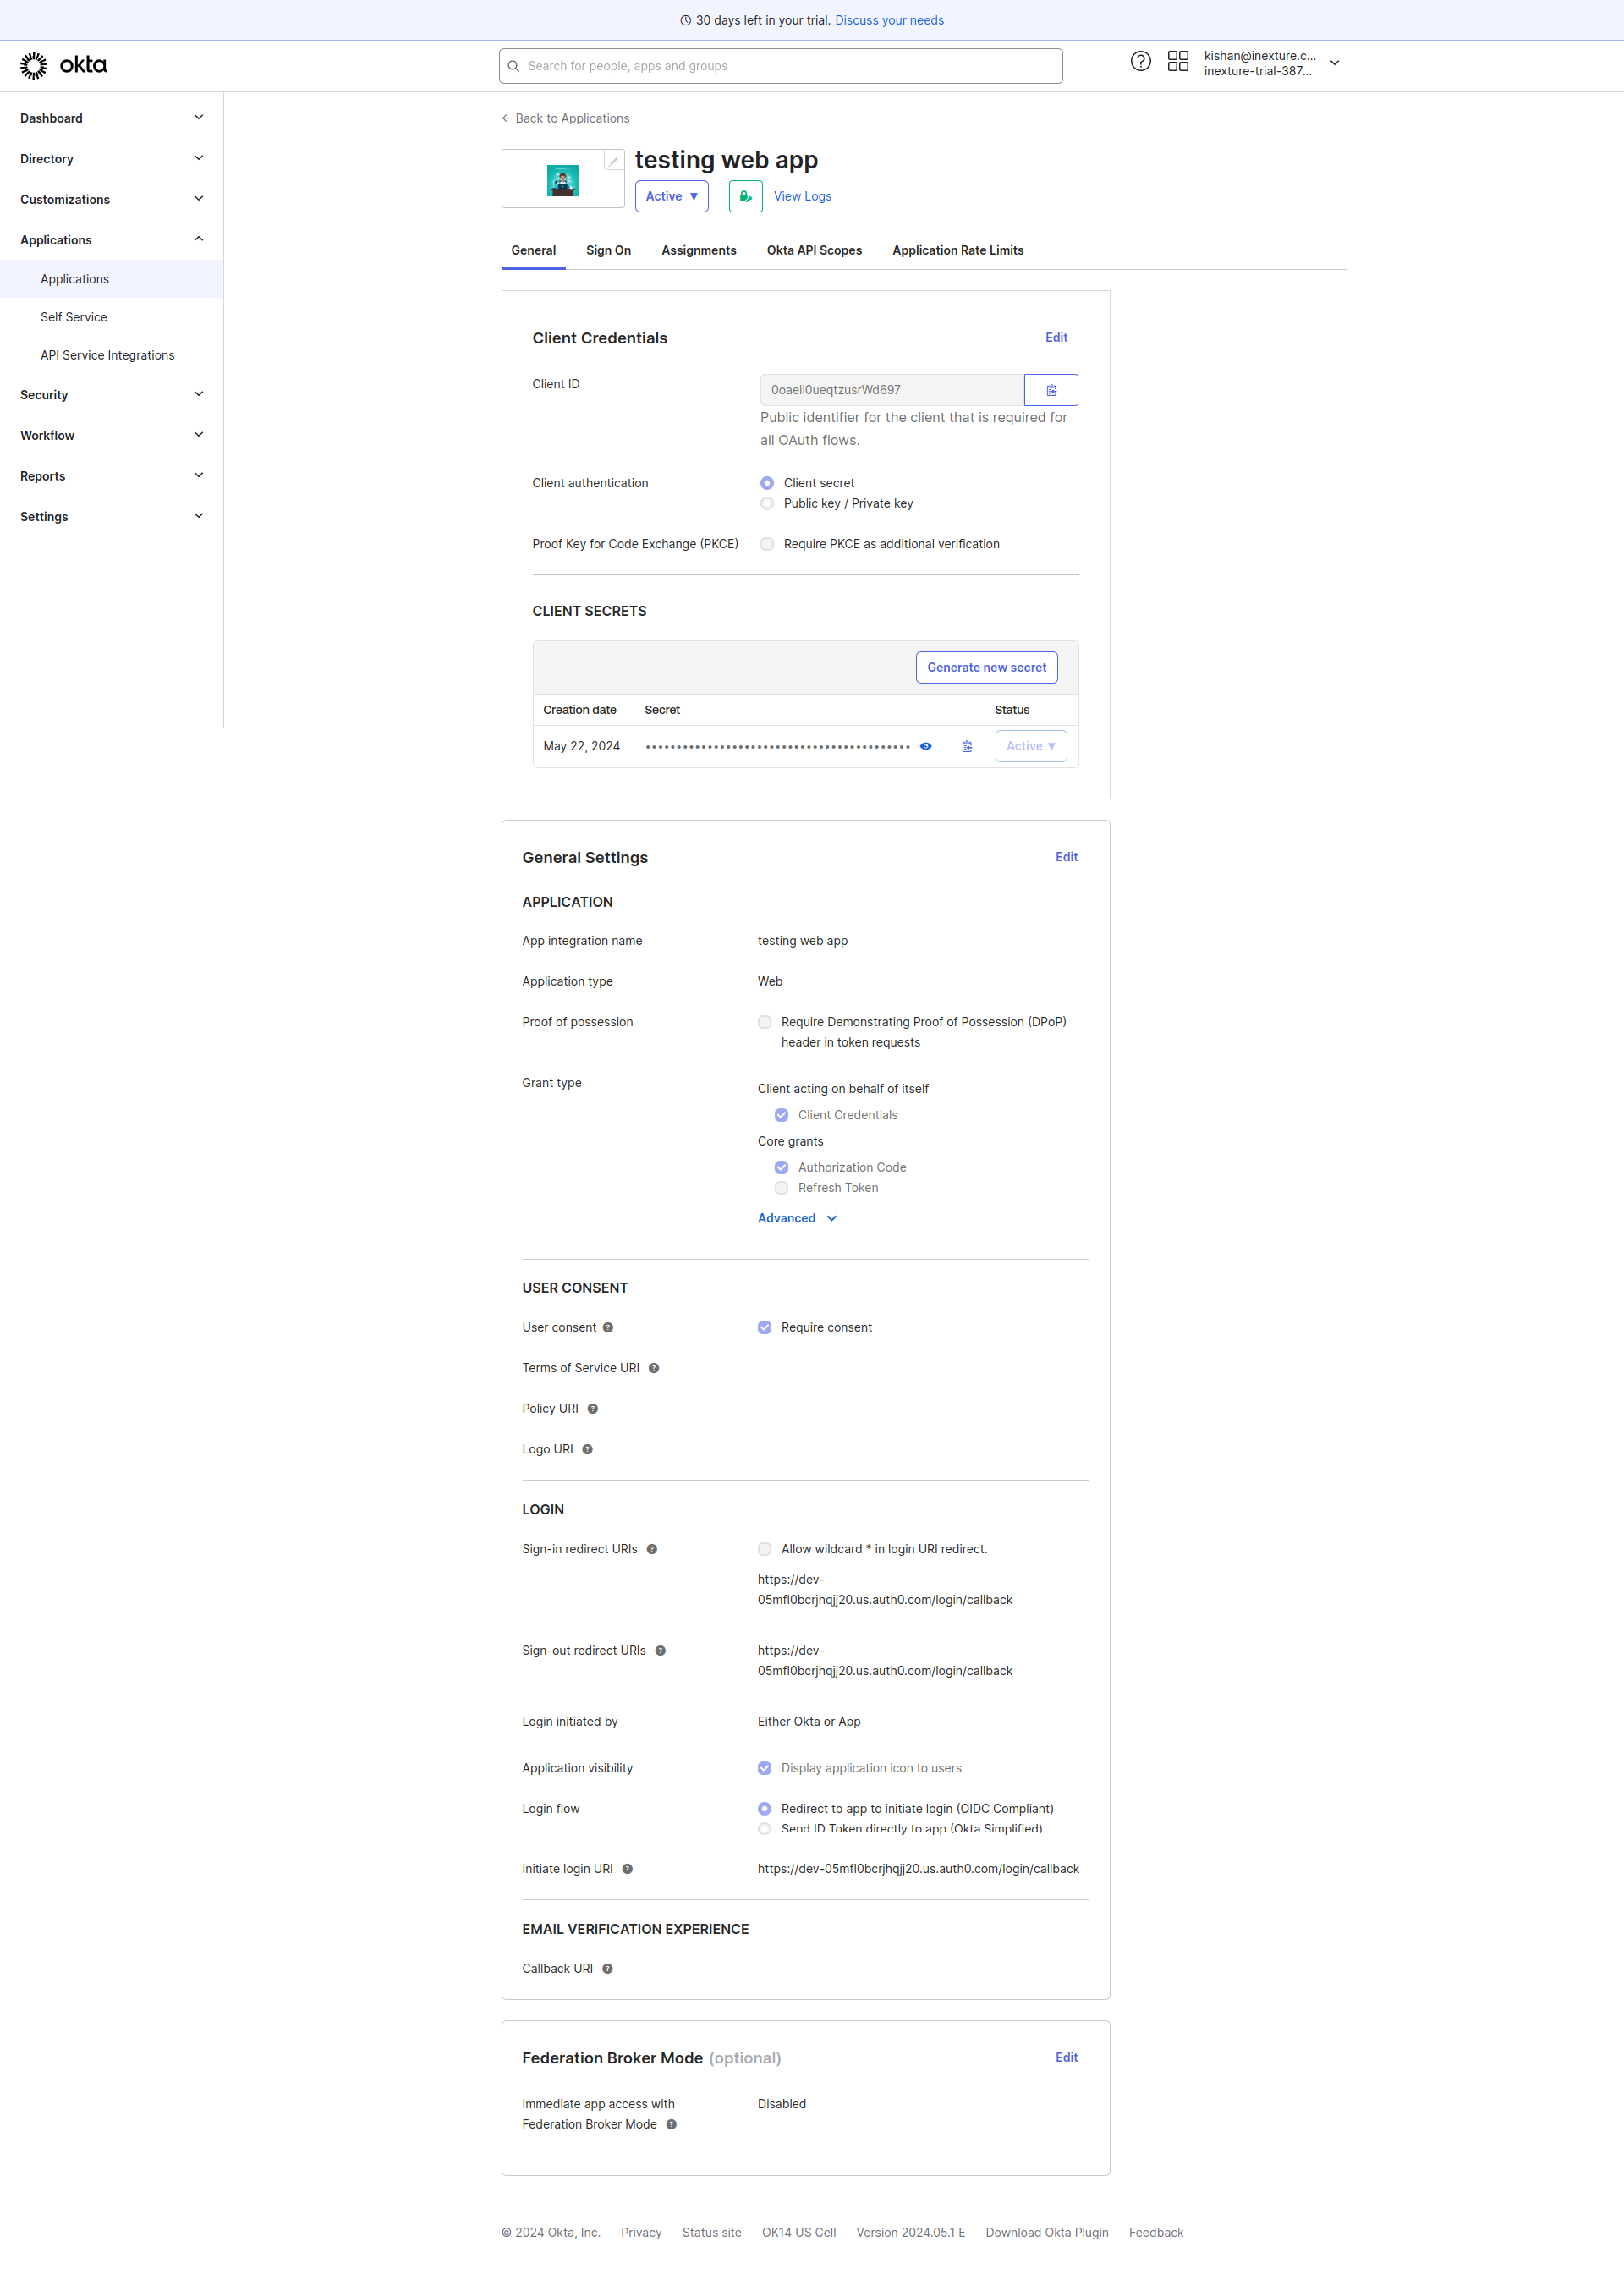 30 days left in your trial. Discuss your needs
okta
Search for people, apps and groups
kishan@inexture.c...
inexture-trial-387...
Dashboard
Directory
Customizations
Applications
Applications
Self Service
API Service Integrations
Security
Workflow
Reports
Settings
← Back to Applications
testing web app
Active ▼
View Logs
General Sign On Assignments Okta API Scopes Application Rate Limits
Client Credentials Edit
Client ID 0oaeii0ueqtzusrWd697
Public identifier for the client that is required for
all OAuth flows.
Client authentication Client secret
Public key / Private key
Proof Key for Code Exchange (PKCE) Require PKCE as additional verification
CLIENT SECRETS
Generate new secret
Creation date Secret Status
May 22, 2024 ••••••••••••••••••••••••••••••••••••••••••• Active ▼
General Settings Edit
APPLICATION
App integration name testing web app
Application type Web
Proof of possession Require Demonstrating Proof of Possession (DPoP)
header in token requests
Grant type Client acting on behalf of itself
Client Credentials
Core grants
Authorization Code
Refresh Token
Advanced
USER CONSENT
User consent ? Require consent
Terms of Service URI ?
Policy URI ?
Logo URI ?
LOGIN
Sign-in redirect URIs ? Allow wildcard * in login URI redirect.
https://dev-
05mfl0bcrjhqjj20.us.auth0.com/login/callback
Sign-out redirect URIs ? https://dev-
05mfl0bcrjhqjj20.us.auth0.com/login/callback
Login initiated by Either Okta or App
Application visibility Display application icon to users
Login flow Redirect to app to initiate login (OIDC Compliant)
Send ID Token directly to app (Okta Simplified)
Initiate login URI ? https://dev-05mfl0bcrjhqjj20.us.auth0.com/login/callback
EMAIL VERIFICATION EXPERIENCE
Callback URI ?
Federation Broker Mode (optional) Edit
Immediate app access with Disabled
Federation Broker Mode ?
© 2024 Okta, Inc. Privacy Status site OK14 US Cell Version 2024.05.1 E Download Okta Plugin Feedback